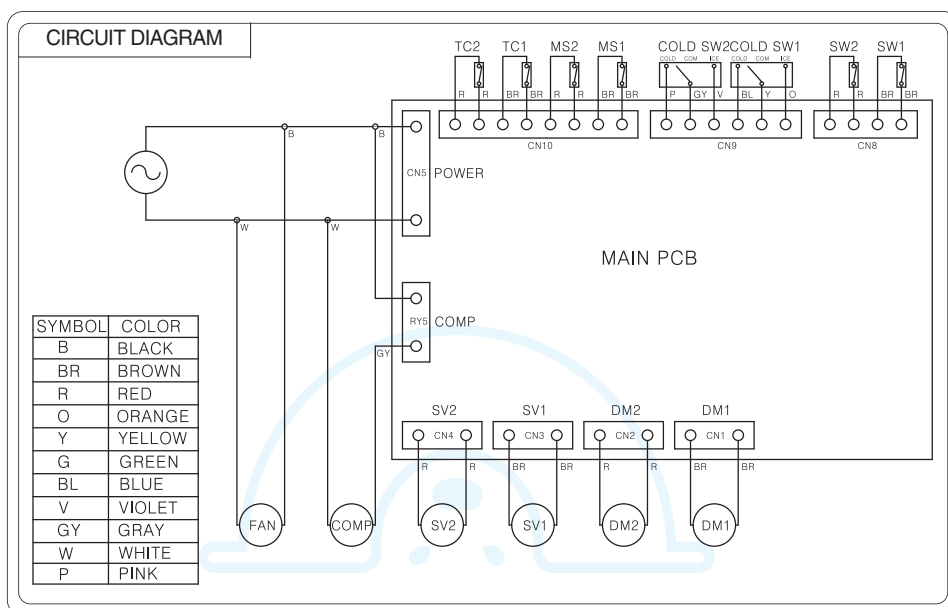 CIRCUIT DIAGRAM
TC2 TC1 MS2 MS1 COLD SW2 COLD SW1 SW2 SW1
COLD COM ICE COLD COM ICE
R R BR BR R R BR BR P GY V BL Y O R R BR BR
CN10 CN9 CN8
B B
CN5 POWER
W W
MAIN PCB
RY5 COMP
GY
SYMBOL COLOR
B BLACK
BR BROWN
R RED
O ORANGE
Y YELLOW
G GREEN
BL BLUE
V VIOLET
GY GRAY
W WHITE
P PINK
SV2 SV1 DM2 DM1
CN4 CN3 CN2 CN1
R R BR BR R R BR BR
FAN COMP SV2 SV1 DM2 DM1